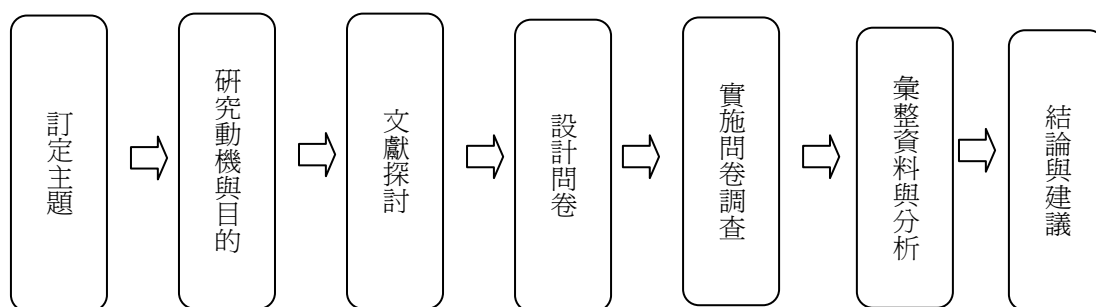 訂定主題
研究動機與目的
文獻探討
設計問卷
實施問卷調查
彙整資料與分析
結論與建議